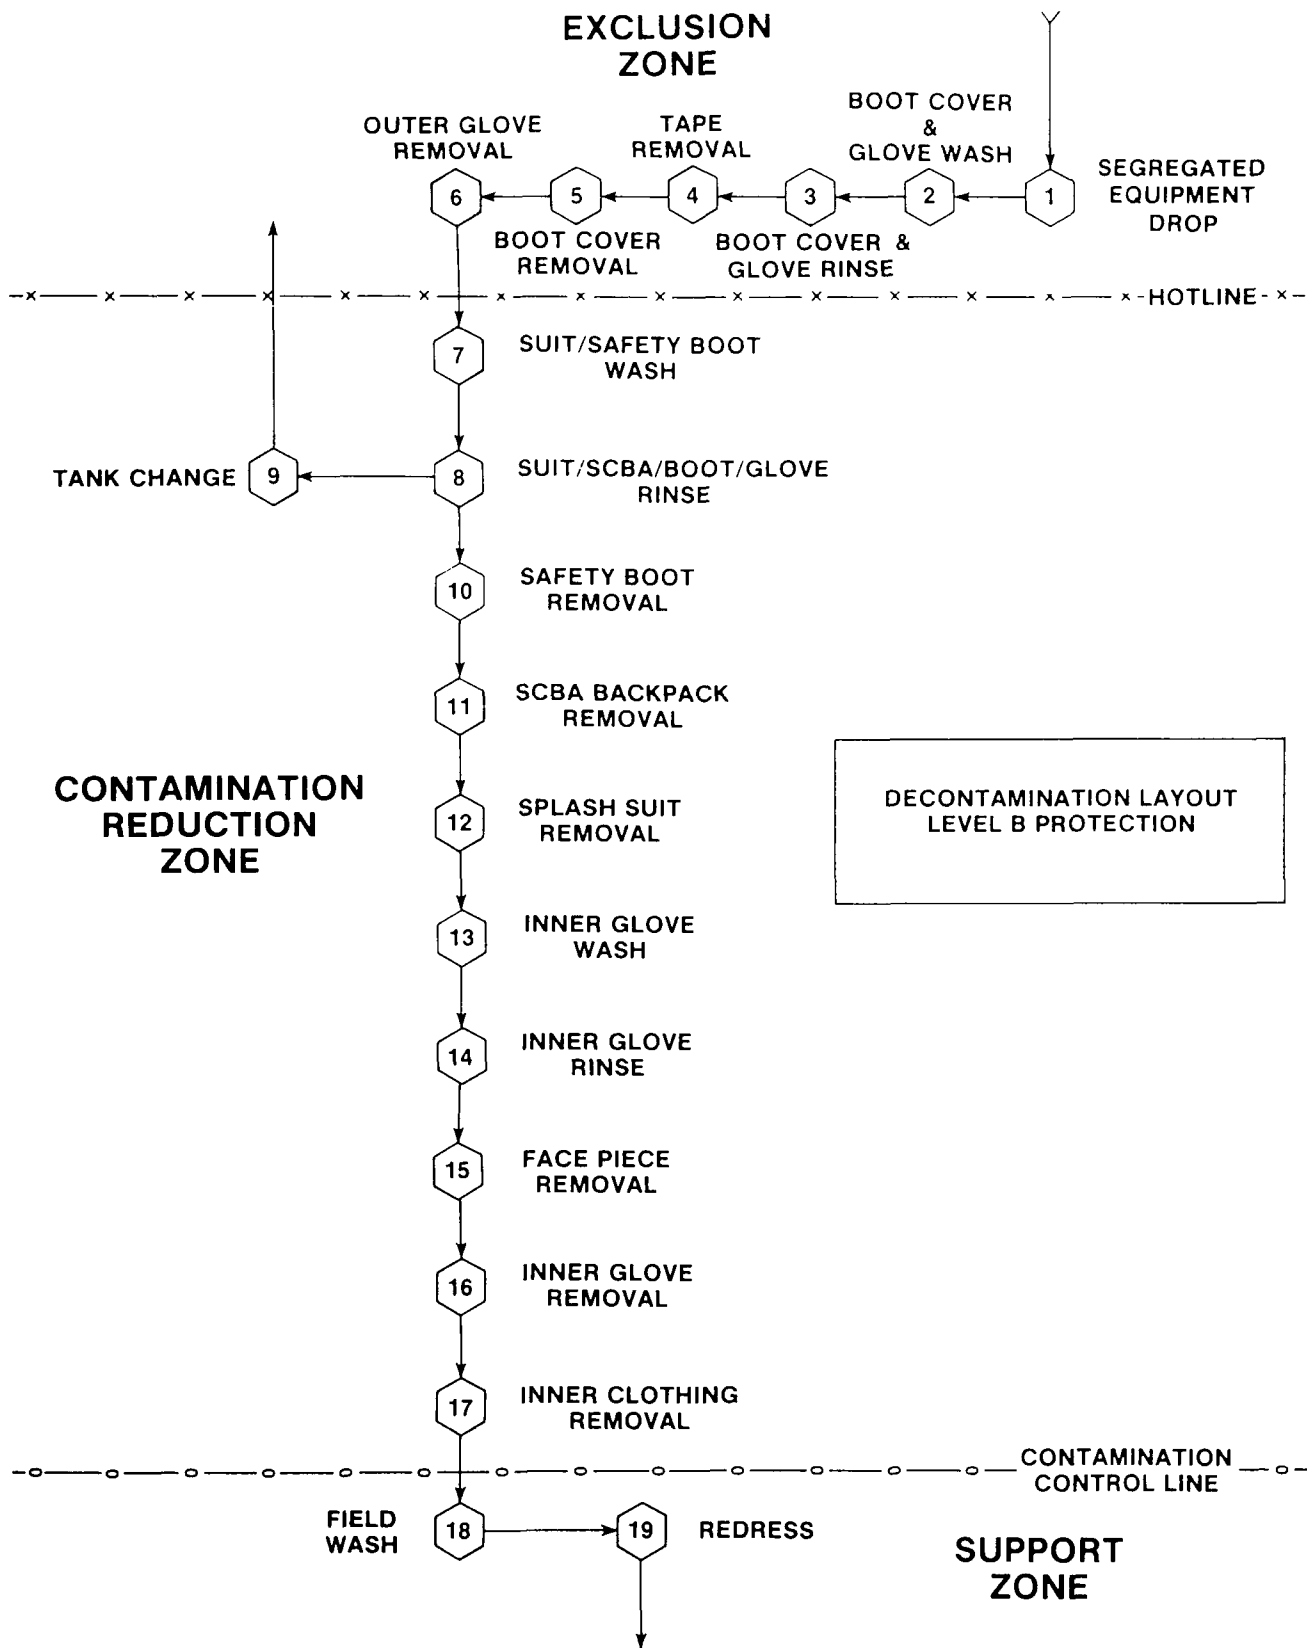 EXCLUSION
ZONE
BOOT COVER
&
GLOVE WASH
OUTER GLOVE
REMOVAL
TAPE
REMOVAL
SEGREGATED
EQUIPMENT
DROP
6
5
4
3
2
1
BOOT COVER
REMOVAL
BOOT COVER &
GLOVE RINSE
HOTLINE
7
SUIT/SAFETY BOOT
WASH
TANK CHANGE
9
8
SUIT/SCBA/BOOT/GLOVE
RINSE
10
SAFETY BOOT
REMOVAL
11
SCBA BACKPACK
REMOVAL
CONTAMINATION
REDUCTION
ZONE
12
SPLASH SUIT
REMOVAL
DECONTAMINATION LAYOUT
LEVEL B PROTECTION
13
INNER GLOVE
WASH
14
INNER GLOVE
RINSE
15
FACE PIECE
REMOVAL
16
INNER GLOVE
REMOVAL
17
INNER CLOTHING
REMOVAL
CONTAMINATION
CONTROL LINE
FIELD
WASH
18
19
REDRESS
SUPPORT
ZONE